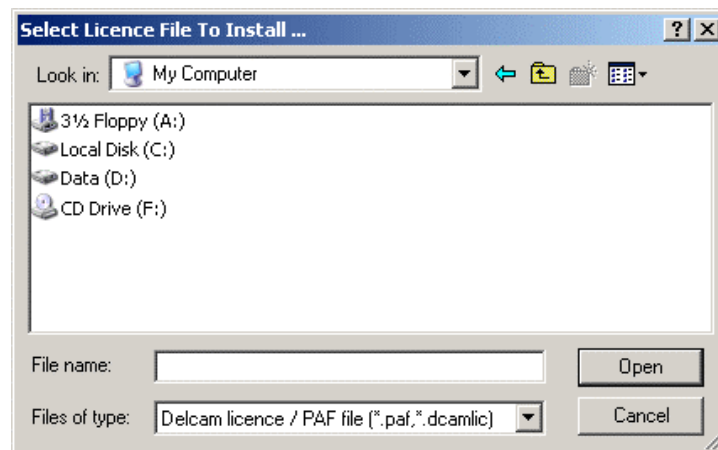 Select Licence File To Install ...
Look in: My Computer
3½ Floppy (A:)
Local Disk (C:)
Data (D:)
CD Drive (F:)
File name: Open
Files of type: Delcam licence / PAF file (*.paf,*.dcamlic) Cancel